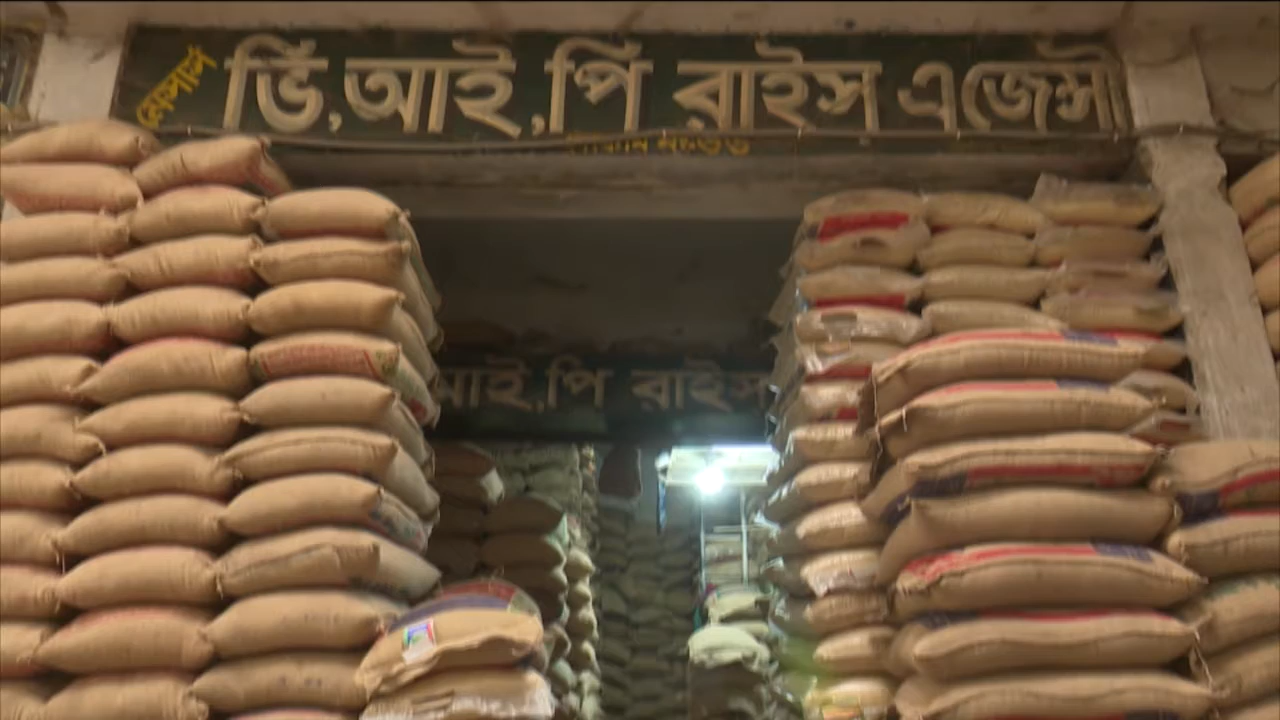 মেসার্স
ভি,আই,পি রাইস এজেন্সী
আই,পি রাইস